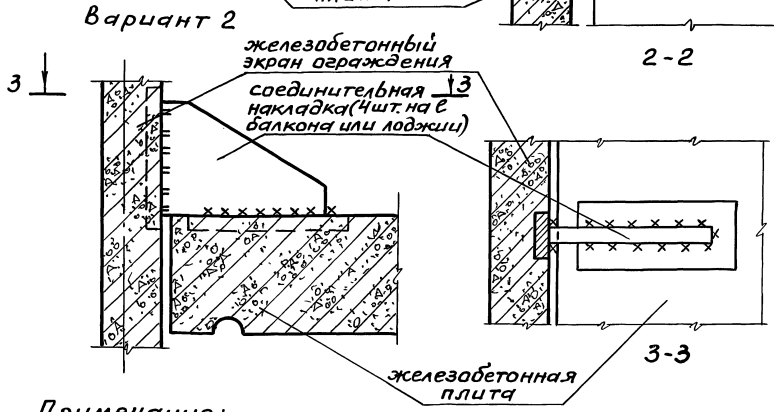 Вариант 2
2-2
железобетонный
экран ограждения
3
3
соединительная
накладка (4шт. на ℓ
балкона или лоджии)
3-3
железобетонная
плита
Примечание: